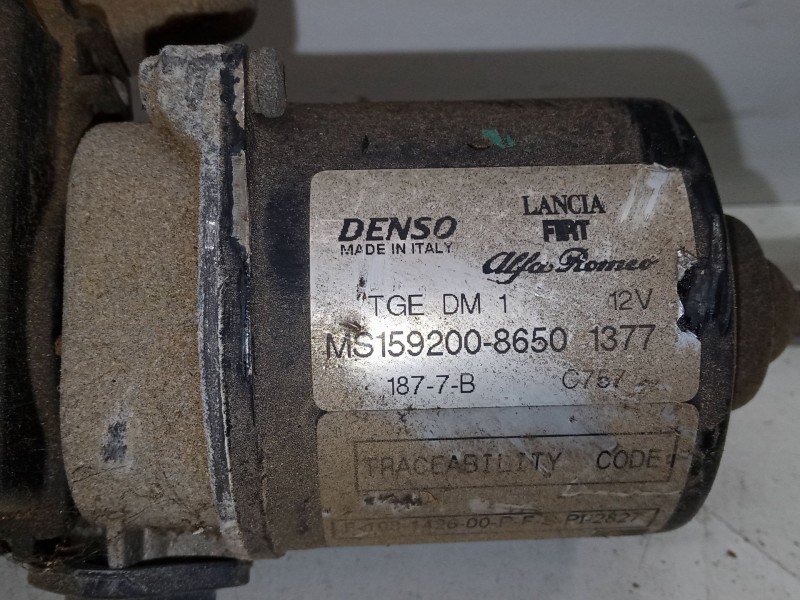 LANCIA
DENSO FIAT
MADE IN ITALY
Alfa Romeo
TGE DM 1 12V
MS159200-8650 1377
187-7-B C757
TRACEABILITY CODE